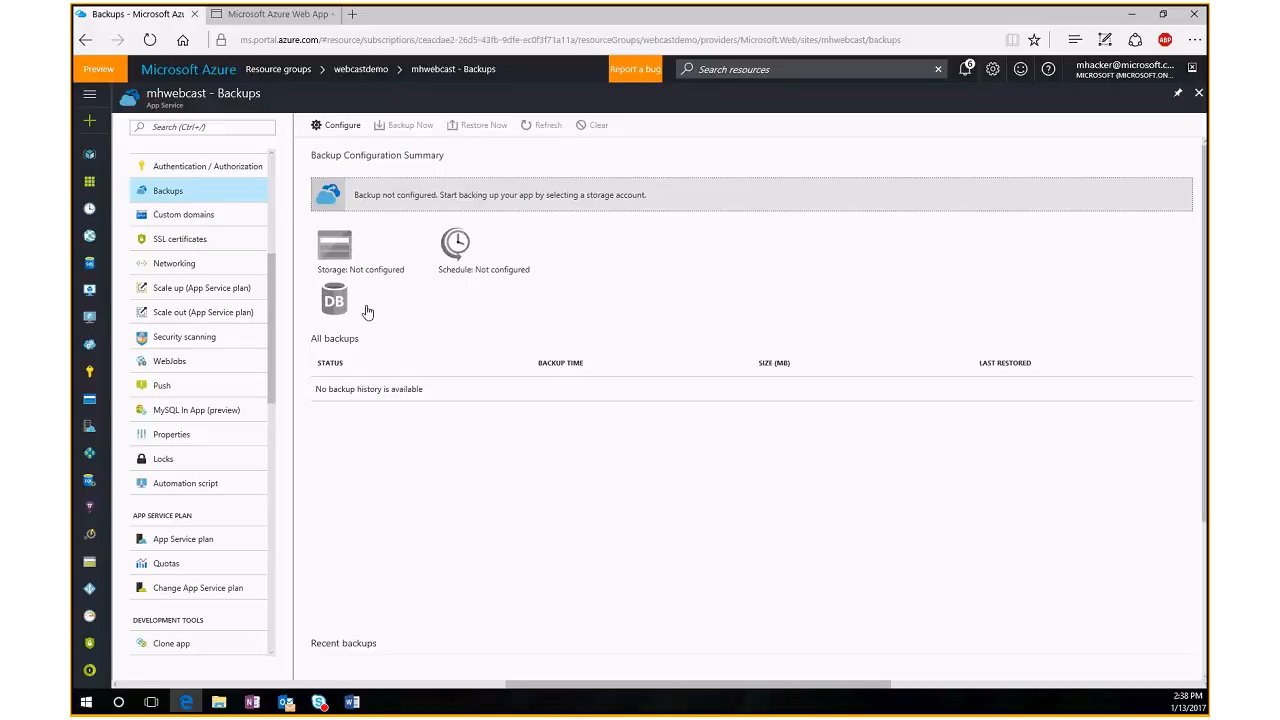 Backups - Microsoft Azu
Microsoft Azure Web App -
ms.portal.azure.com/#resource/subscriptions/ceacdae2-26d5-43fb-9dfe-ec0f3f71a11a/resourceGroups/webcastdemo/providers/Microsoft.Web/sites/mhwebcast/backups
ABP
Preview
Microsoft Azure
Resource groups
webcastdemo
mhwebcast - Backups
Report a bug
Search resources
6
mhacker@microsoft.c...
MICROSOFT (MICROSOFT.ON...
mhwebcast - Backups
App Service
Search (Ctrl+/)
Authentication / Authorization
Backups
Custom domains
SSL certificates
Networking
Scale up (App Service plan)
Scale out (App Service plan)
Security scanning
WebJobs
Push
MySQL In App (preview)
Properties
Locks
Automation script
APP SERVICE PLAN
App Service plan
Quotas
Change App Service plan
DEVELOPMENT TOOLS
Clone app
Configure
Backup Now
Restore Now
Refresh
Clear
Backup Configuration Summary
Backup not configured. Start backing up your app by selecting a storage account.
Storage: Not configured
Schedule: Not configured
DB
All backups
STATUS
BACKUP TIME
SIZE (MB)
LAST RESTORED
No backup history is available
Recent backups
2:38 PM
1/13/2017